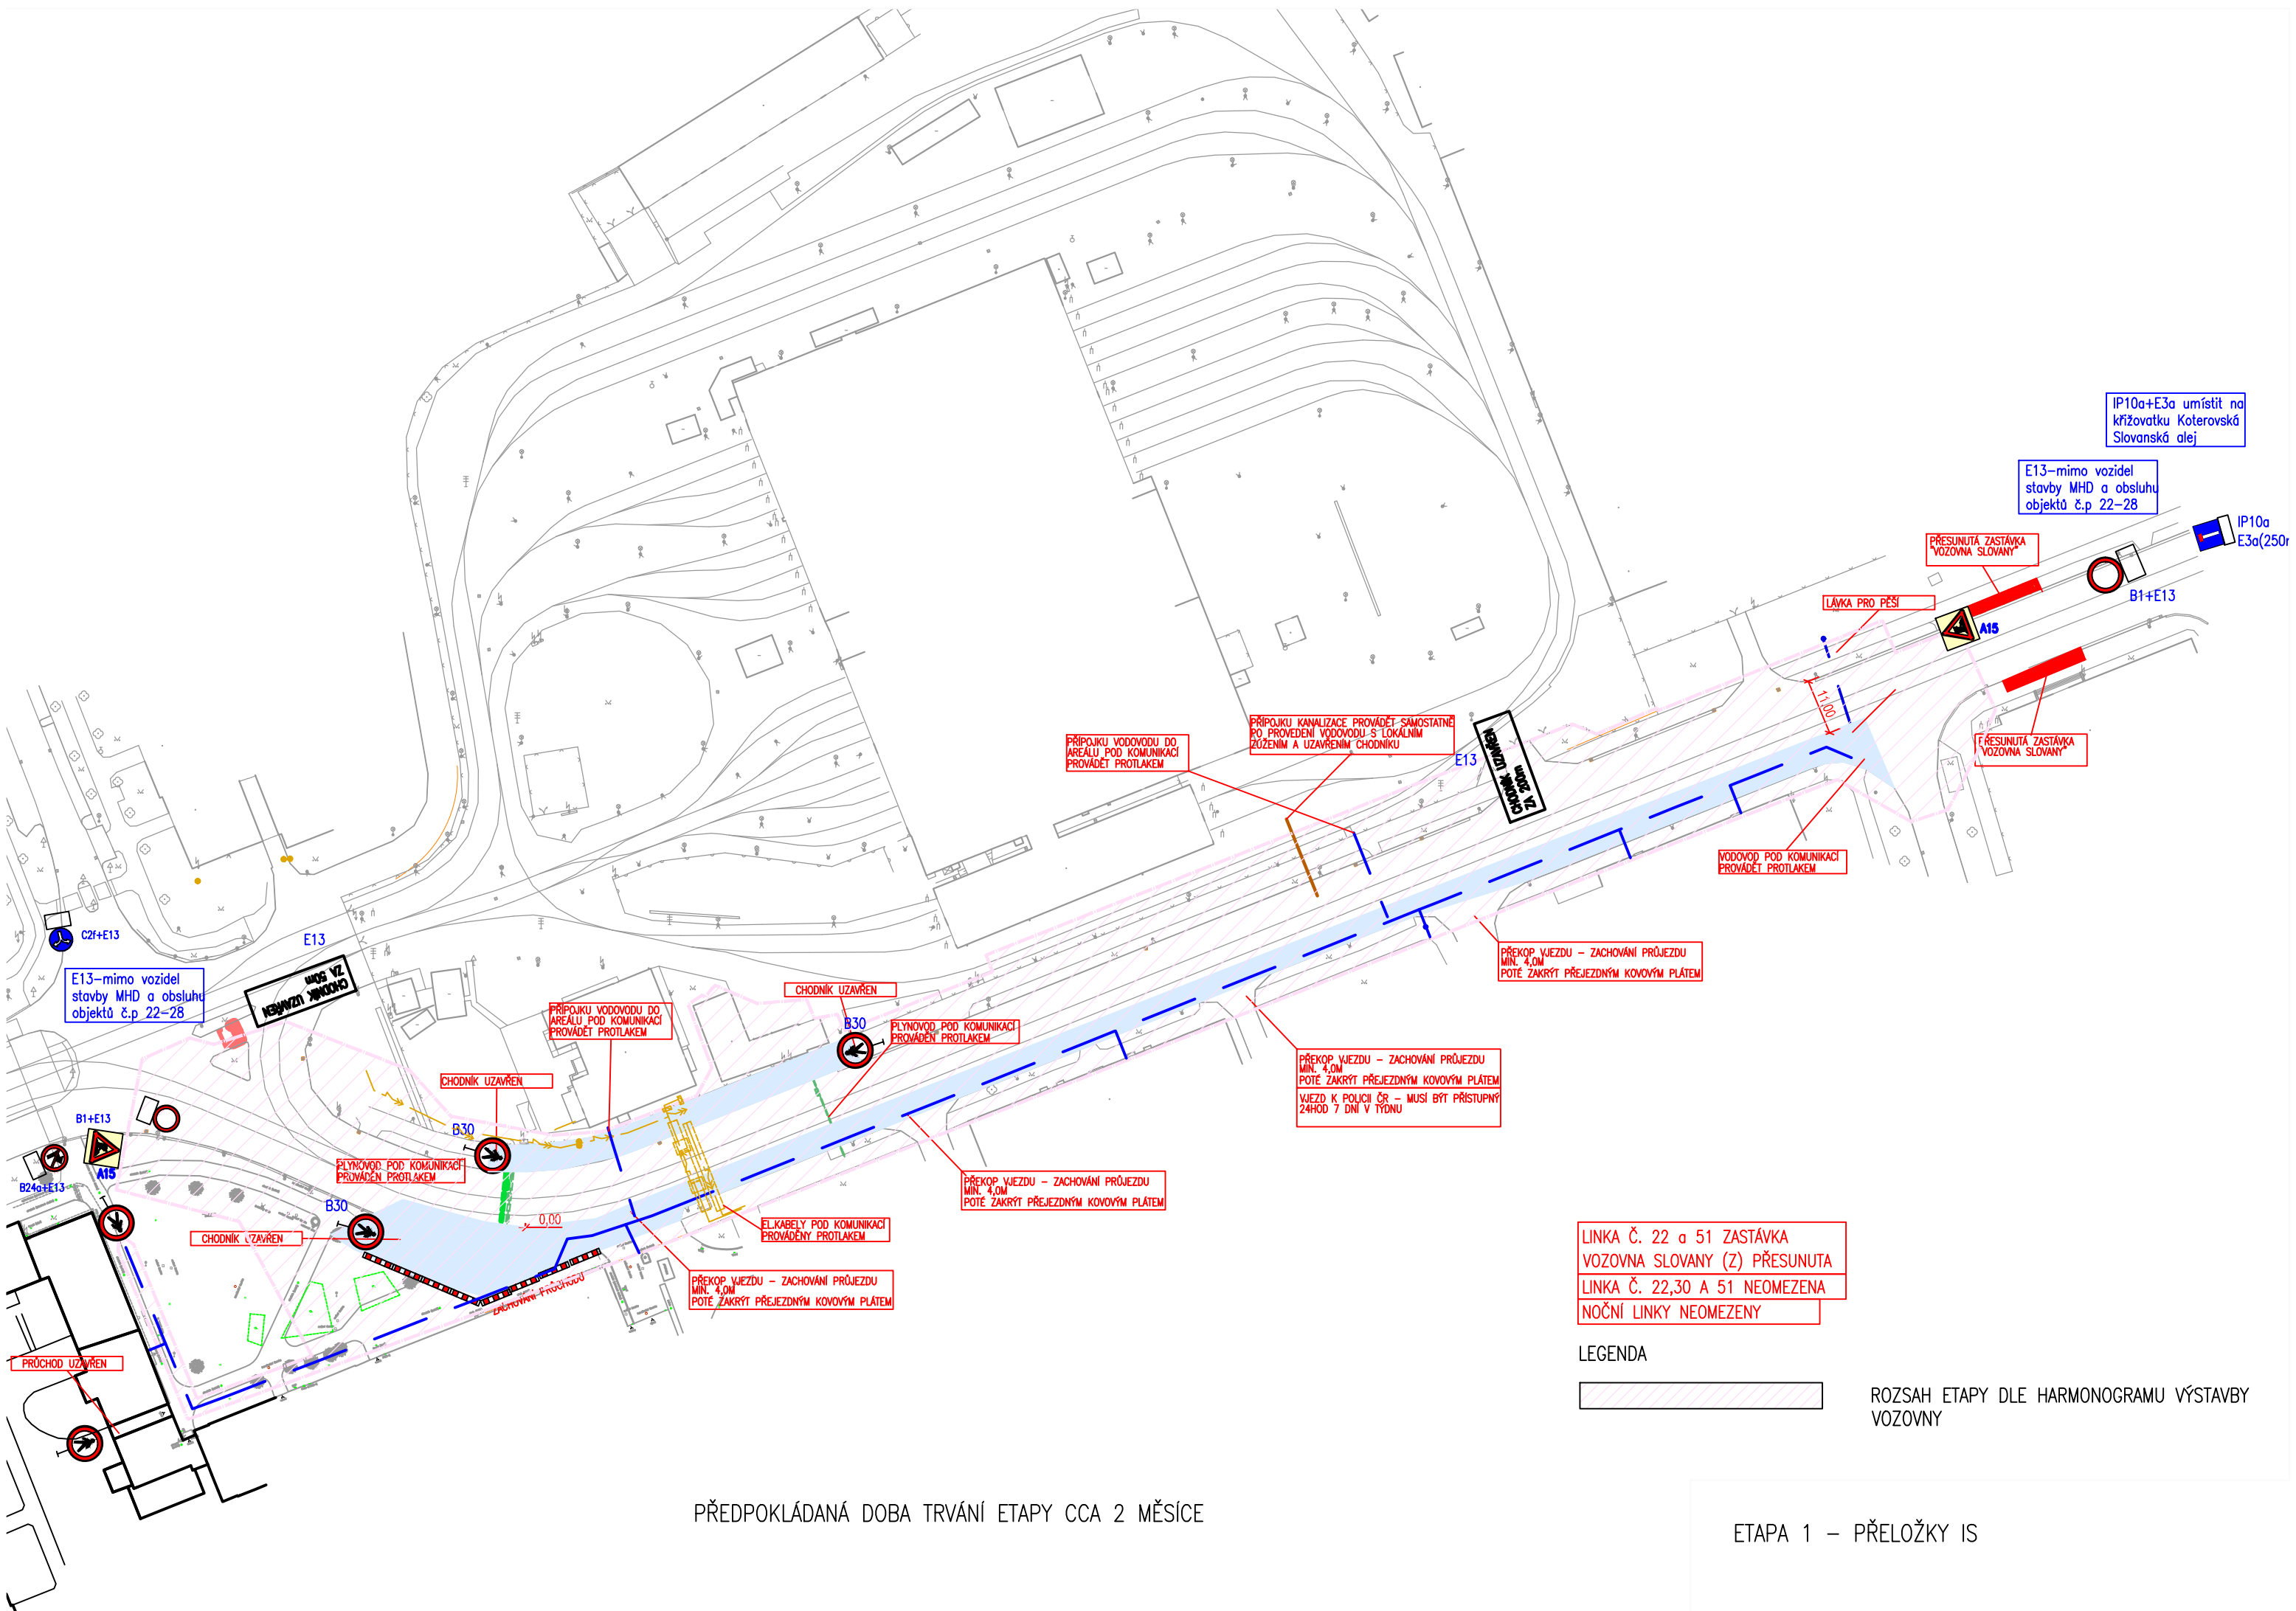 IP10a+E3a umístit na
křižovatku Koterovská
Slovanská alej
E13-mimo vozidel
stavby MHD a obsluhu
objektů č.p 22-28
IP10a
E3a(250m
PŘESUNUTÁ ZASTÁVKA
"VOZOVNA SLOVANY"
B1+E13
LÁVKA PRO PĚŠÍ
A15
11,00
PŘESUNUTÁ ZASTÁVKA
"VOZOVNA SLOVANY"
PŘÍPOJKU KANALIZACE PROVÁDĚT SAMOSTATNĚ
PO PROVEDENÍ VODOVODU S LOKÁLNÍM
ZÚŽENÍM A UZAVŘENÍM CHODNÍKU
PŘÍPOJKU VODOVODU DO
AREÁLU POD KOMUNIKACÍ
PROVÁDĚT PROTLAKEM
E13
CHODNÍK UZAVŘEN
ZA 200m
VODOVOD POD KOMUNIKACÍ
PROVÁDĚT PROTLAKEM
C2f+E13
E13
CHODNÍK UZAVŘEN
ZA 50m
E13-mimo vozidel
stavby MHD a obsluhu
objektů č.p 22-28
PŘEKOP VJEZDU - ZACHOVÁNÍ PRŮJEZDU
MIN. 4,0M
POTÉ ZAKRÝT PŘEJEZDNÝM KOVOVÝM PLÁTEM
CHODNÍK UZAVŘEN
B30
PŘÍPOJKU VODOVODU DO
AREÁLU POD KOMUNIKACÍ
PROVÁDĚT PROTLAKEM
PLYNOVOD POD KOMUNIKACÍ
PROVÁDĚN PROTLAKEM
PŘEKOP VJEZDU - ZACHOVÁNÍ PRŮJEZDU
MIN. 4,0M
POTÉ ZAKRÝT PŘEJEZDNÝM KOVOVÝM PLÁTEM
VJEZD K POLICII ČR - MUSÍ BÝT PŘÍSTUPNÝ
24HOD 7 DNÍ V TÝDNU
CHODNÍK UZAVŘEN
B1+E13
B30
A15
B24a+E13
PLYNOVOD POD KOMUNIKACÍ
PROVÁDĚN PROTLAKEM
PŘEKOP VJEZDU - ZACHOVÁNÍ PRŮJEZDU
MIN. 4,0M
POTÉ ZAKRÝT PŘEJEZDNÝM KOVOVÝM PLÁTEM
B30
0,00
CHODNÍK UZAVŘEN
EL.KABELY POD KOMUNIKACÍ
PROVÁDĚNY PROTLAKEM
ZACHOVÁNÍ PRŮCHODU
PŘEKOP VJEZDU - ZACHOVÁNÍ PRŮJEZDU
MIN. 4,0M
POTÉ ZAKRÝT PŘEJEZDNÝM KOVOVÝM PLÁTEM
PRŮCHOD UZAVŘEN
LINKA Č. 22 a 51 ZASTÁVKA
VOZOVNA SLOVANY (Z) PŘESUNUTA
LINKA Č. 22,30 A 51 NEOMEZENA
NOČNÍ LINKY NEOMEZENY
LEGENDA
ROZSAH ETAPY DLE HARMONOGRAMU VÝSTAVBY
VOZOVNY
PŘEDPOKLÁDANÁ DOBA TRVÁNÍ ETAPY CCA 2 MĚSÍCE
ETAPA 1 - PŘELOŽKY IS